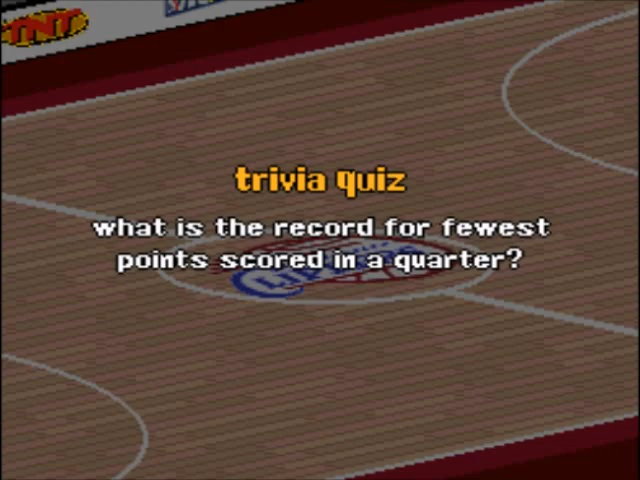 TNT
trivia quiz
what is the record for fewest
points scored in a quarter?